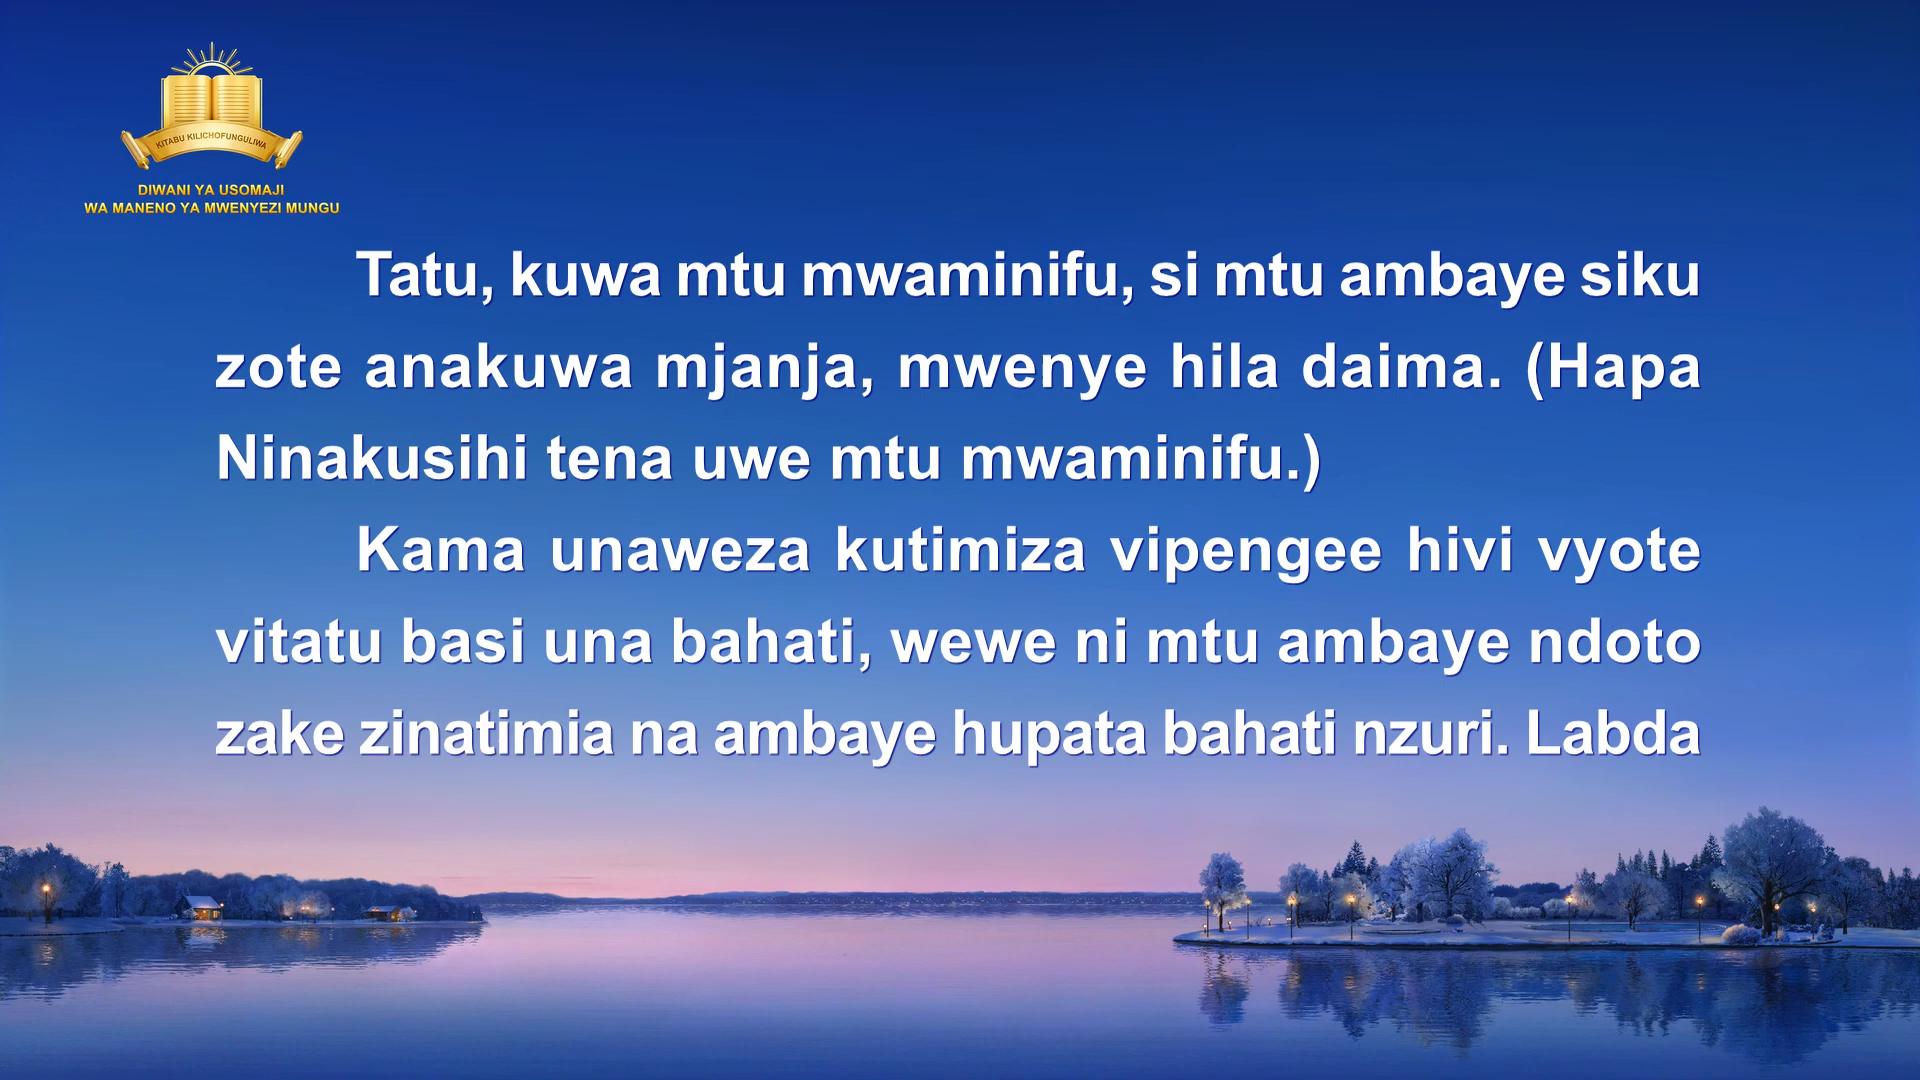 KITABU KILICHOFUNGULIWA
DIWANI YA USOMAJI
WA MANENO YA MWENYEZI MUNGU
Tatu, kuwa mtu mwaminifu, si mtu ambaye siku
zote anakuwa mjanja, mwenye hila daima. (Hapa
Ninakusihi tena uwe mtu mwaminifu.)
Kama unaweza kutimiza vipengee hivi vyote
vitatu basi una bahati, wewe ni mtu ambaye ndoto
zake zinatimia na ambaye hupata bahati nzuri. Labda